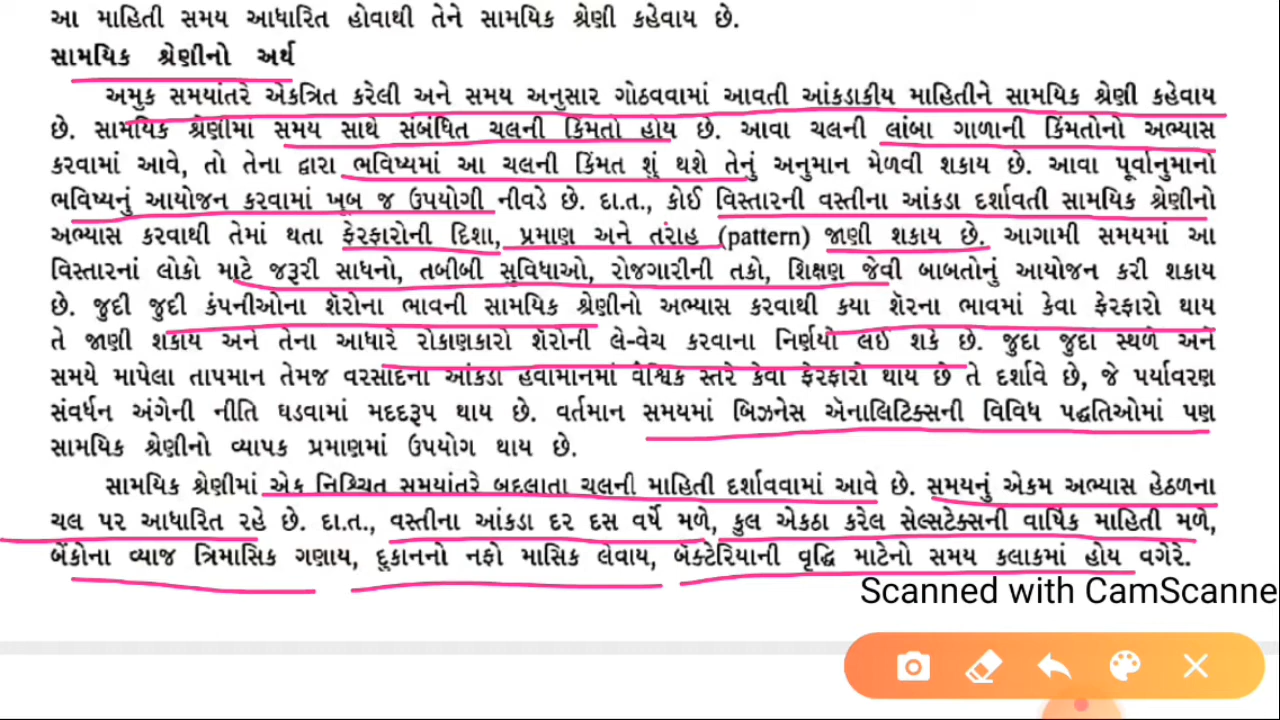 આ માહિતી સમય આધારિત હોવાથી તેને સામયિક શ્રેણી કહેવાય છે.
સામયિક શ્રેણીનો અર્થ
અમુક સમયાંતરે એકત્રિત કરેલી અને સમય અનુસાર ગોઠવવામાં આવતી આંકડાકીય માહિતીને સામયિક શ્રેણી કહેવાય
છે. સામયિક શ્રેણીમાં સમય સાથે સંબંધિત ચલની કિંમતો હોય છે. આવા ચલની લાંબા ગાળાની કિંમતોનો અભ્યાસ
કરવામાં આવે, તો તેના દ્વારા ભવિષ્યમાં આ ચલની કિંમત શું થશે તેનું અનુમાન મેળવી શકાય છે. આવા પૂર્વાનુમાનો
ભવિષ્યનું આયોજન કરવામાં ખૂબ જ ઉપયોગી નીવડે છે. દા.ત., કોઈ વિસ્તારની વસ્તીના આંકડા દર્શાવતી સામયિક શ્રેણીનો
અભ્યાસ કરવાથી તેમાં થતા ફેરફારોની દિશા, પ્રમાણ અને તરાહ (pattern) જાણી શકાય છે. આગામી સમયમાં આ
વિસ્તારનાં લોકો માટે જરૂરી સાધનો, તબીબી સુવિધાઓ, રોજગારીની તકો, શિક્ષણ જેવી બાબતોનું આયોજન કરી શકાય
છે. જુદી જુદી કંપનીઓના શૅરોના ભાવની સામયિક શ્રેણીનો અભ્યાસ કરવાથી કયા શૅરના ભાવમાં કેવા ફેરફારો થાય
તે જાણી શકાય અને તેના આધારે રોકાણકારો શૅરોની લે-વેચ કરવાના નિર્ણયો લઈ શકે છે. જુદા જુદા સ્થળે અને
સમયે માપેલા તાપમાન તેમજ વરસાદના આંકડા હવામાનમાં વૈશ્વિક સ્તરે કેવા ફેરફારો થાય છે તે દર્શાવે છે, જે પર્યાવરણ
સંવર્ધન અંગેની નીતિ ઘડવામાં મદદરૂપ થાય છે. વર્તમાન સમયમાં બિઝનેસ ઍનાલિટિક્સની વિવિધ પદ્ધતિઓમાં પણ
સામયિક શ્રેણીનો વ્યાપક પ્રમાણમાં ઉપયોગ થાય છે.
સામયિક શ્રેણીમાં એક નિશ્ચિત સમયાંતરે બદલાતા ચલની માહિતી દર્શાવવામાં આવે છે. સમયનું એકમ અભ્યાસ હેઠળના
ચલ પર આધારિત રહે છે. દા.ત., વસ્તીના આંકડા દર દસ વર્ષે મળે, કુલ એકઠા કરેલ સેલ્સટેક્સની વાર્ષિક માહિતી મળે,
બેંકોના વ્યાજ ત્રિમાસિક ગણાય, દુકાનનો નફો માસિક લેવાય, બૅક્ટેરિયાની વૃદ્ધિ માટેનો સમય કલાકમાં હોય વગેરે.
Scanned with CamScanne